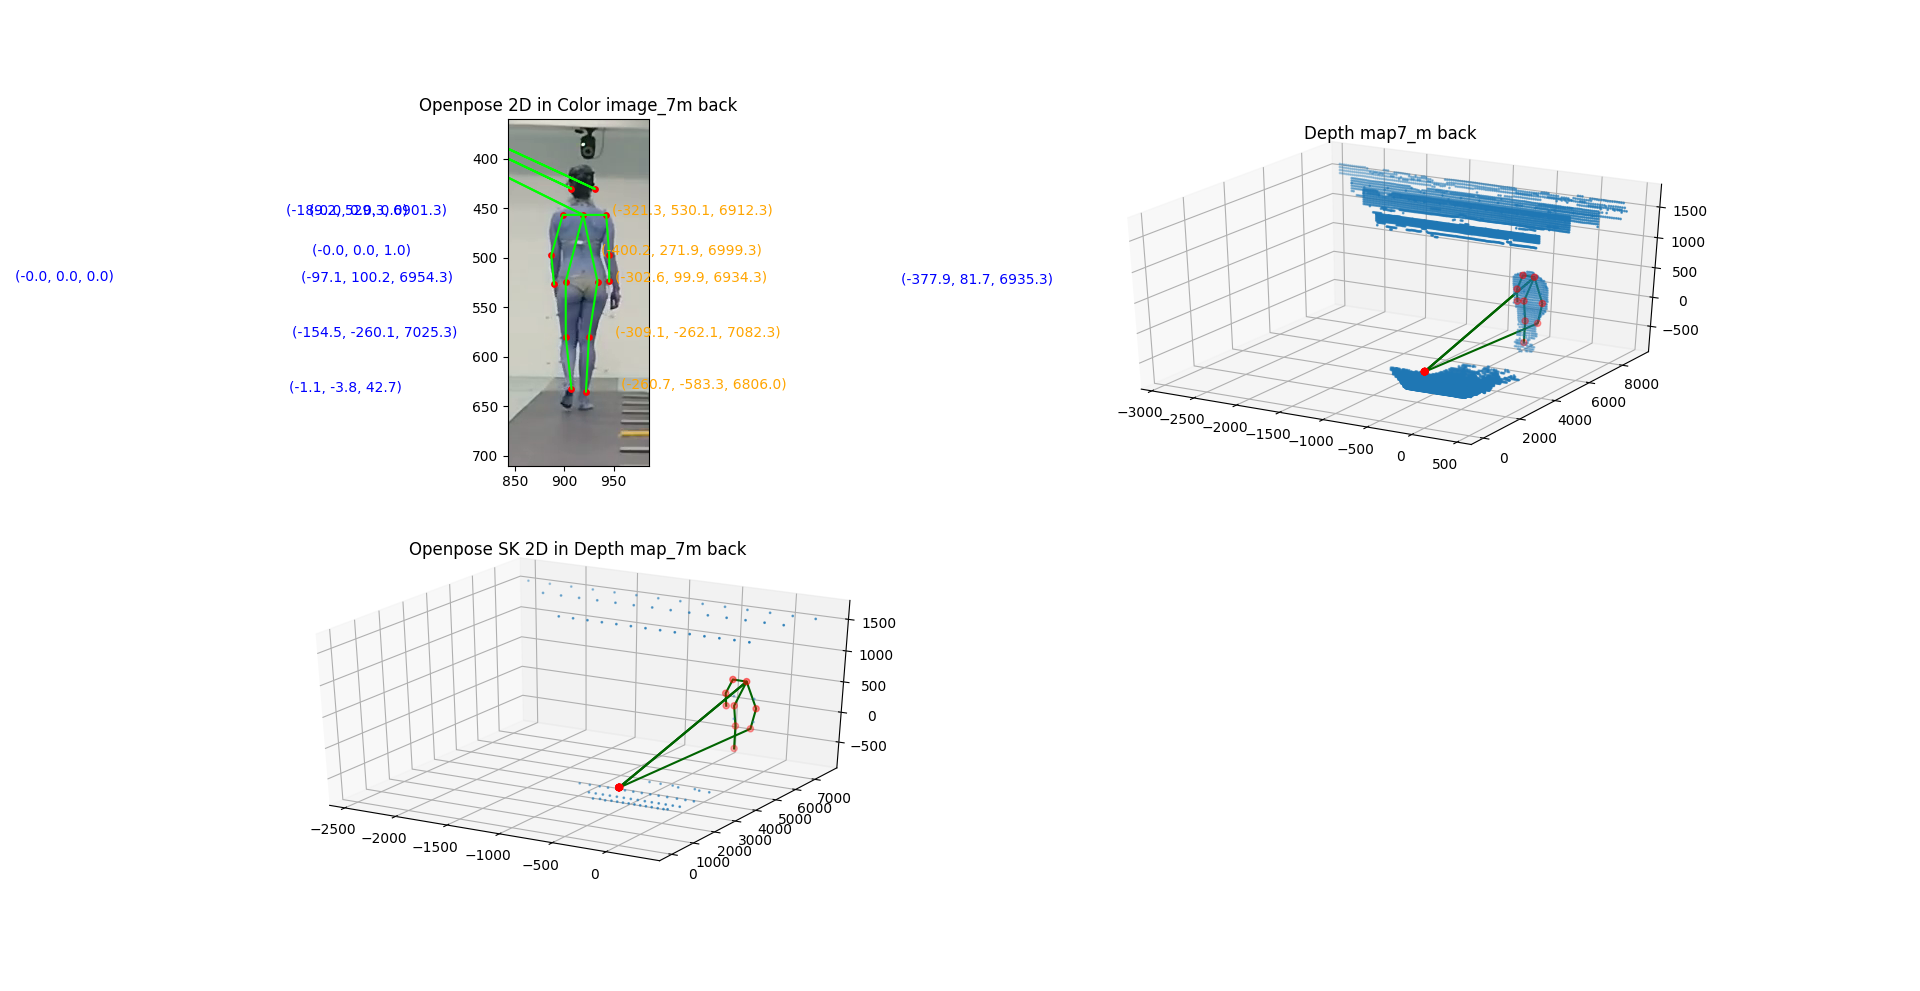 Openpose 2D in Color image_7m back
400
450
500
550
600
650
700
850 900 950
(-321.3, 530.1, 6912.3)
(-0.0, 0.0, 1.0)
(-400.2, 271.9, 6999.3)
(-0.0, 0.0, 0.0)
(-97.1, 100.2, 6954.3)
(-302.6, 99.9, 6934.3)
(-377.9, 81.7, 6935.3)
(-154.5, -260.1, 7025.3)
(-309.1, -262.1, 7082.3)
(-1.1, -3.8, 42.7)
(-260.7, -583.3, 6806.0)
Depth map7_m back
1500
1000
500
0
−500
−3000 −2500 −2000 −1500 −1000 −500 0 500
0 2000 4000 6000 8000
Openpose SK 2D in Depth map_7m back
1500
1000
500
0
−500
−2500 −2000 −1500 −1000 −500 0
0 1000 2000 3000 4000 5000 6000 7000